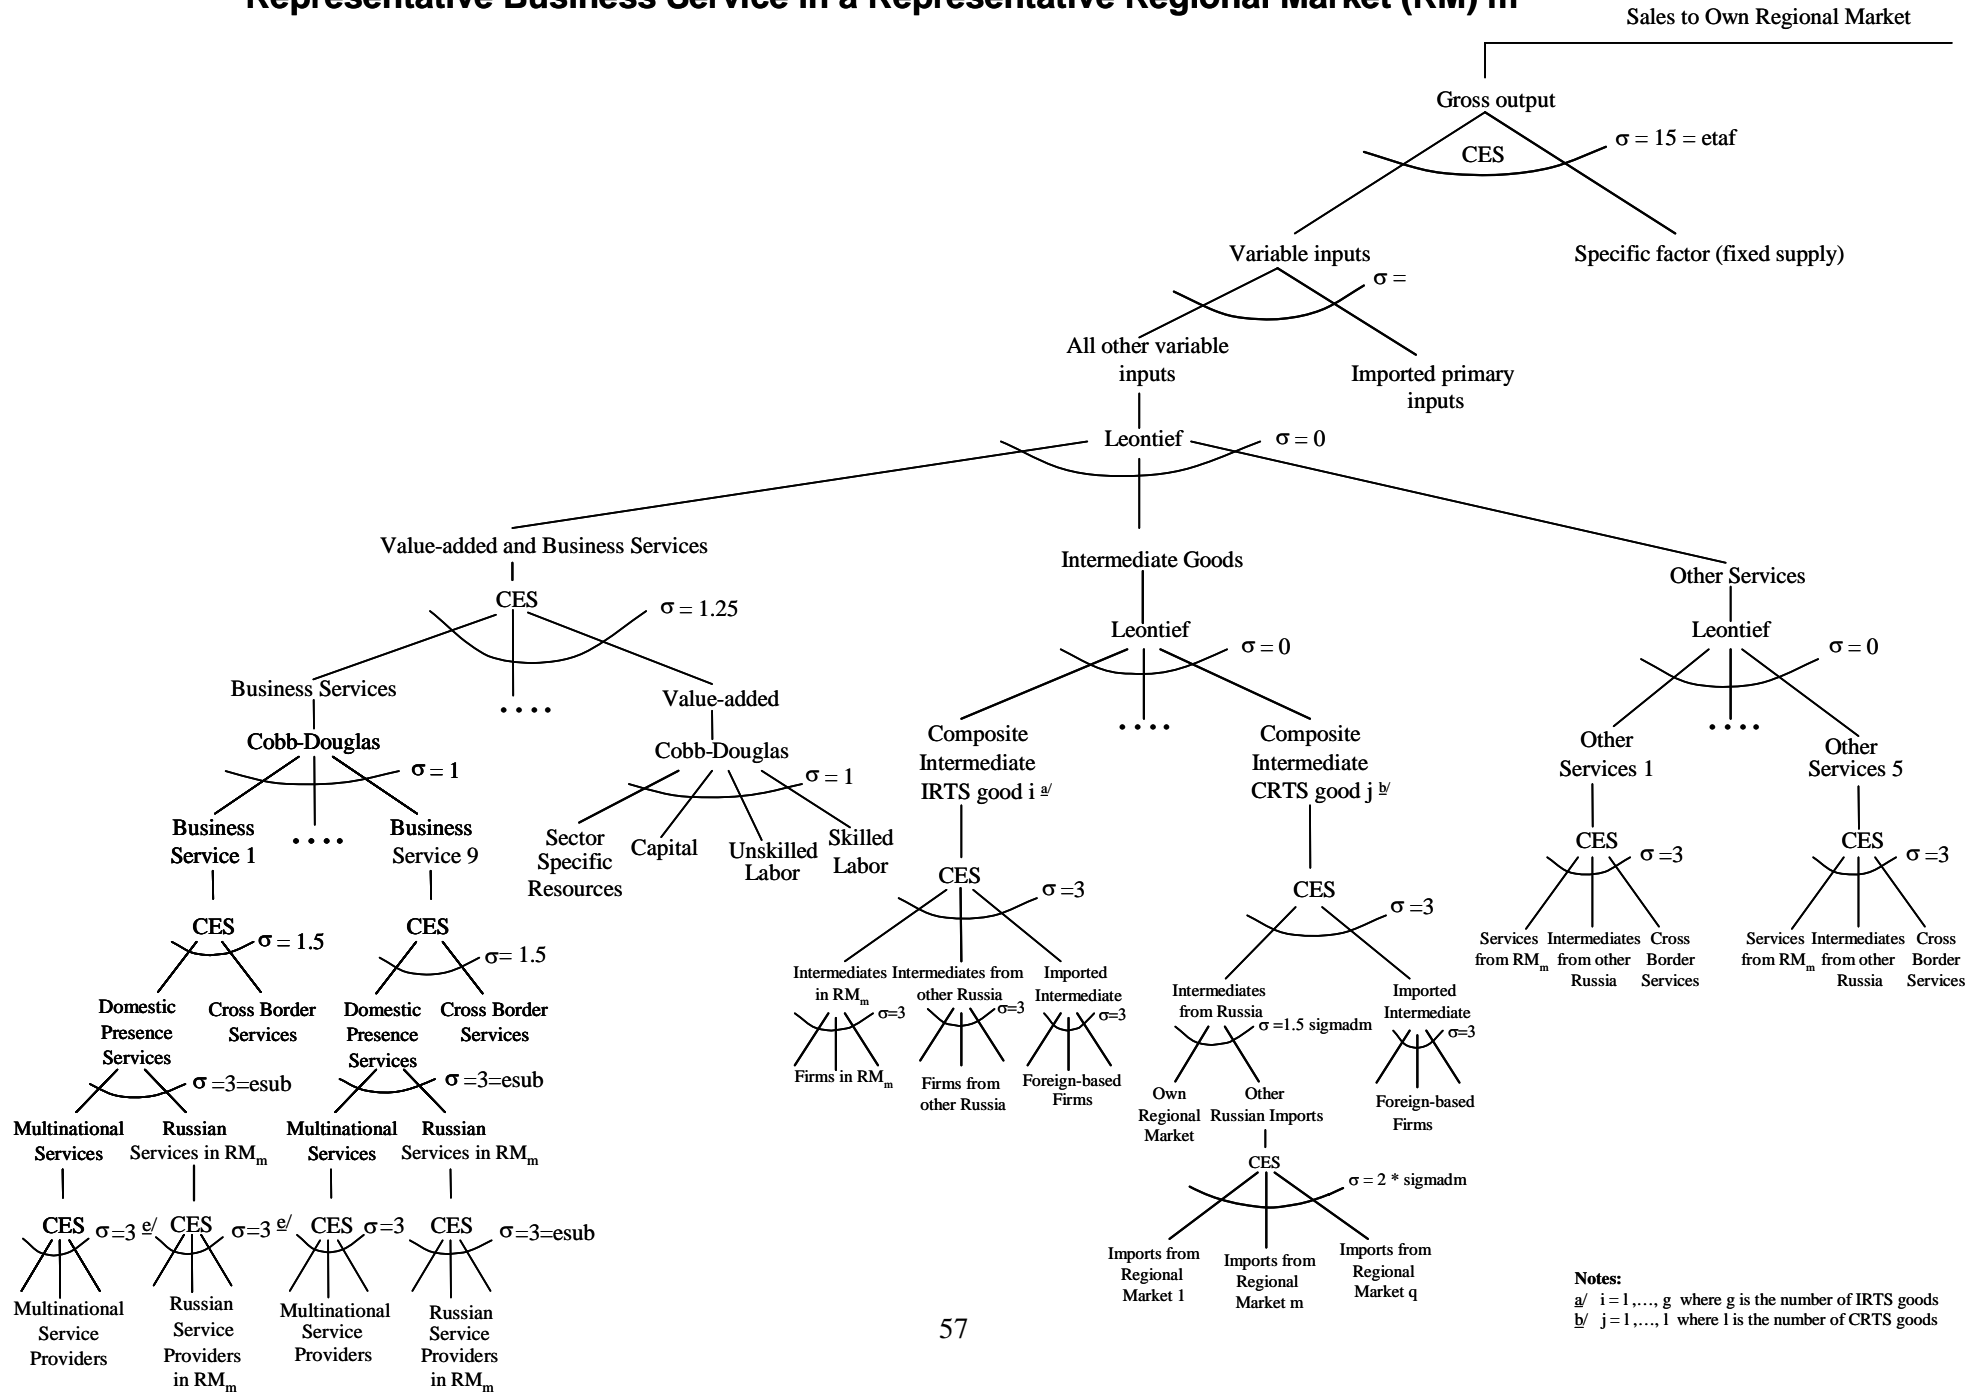 Representative Business Service in a Representative Regional Market (RM) m
Sales to Own Regional Market
Gross output
σ = 15 = etaf
CES
Variable inputs
Specific factor (fixed supply)
σ =
All other variable
inputs
Imported primary
inputs
Leontief
σ = 0
Value-added and Business Services
Intermediate Goods
Other Services
CES
σ = 1.25
Leontief
σ = 0
Leontief
σ = 0
Business Services
. . . .
Value-added
Cobb-Douglas
σ = 1
Cobb-Douglas
σ = 1
Business
Service 1
. . . .
Business
Service 9
Sector
Specific
Resources
Capital
Unskilled
Labor
Skilled
Labor
Composite
Intermediate
IRTS good i a/
. . . .
Composite
Intermediate
CRTS good j b/
Other
Services 1
. . . .
Other
Services 5
CES
σ = 1.5
CES
σ= 1.5
CES
σ =3
CES
σ =3
CES
σ =3
CES
σ =3
Domestic
Presence
Services
Cross Border
Services
Domestic
Presence
Services
Cross Border
Services
Intermediates
in RMm
σ=3
Intermediates from
other Russia
σ=3
Imported
Intermediate
σ=3
Intermediates
from Russia
σ =1.5 sigmadm
Imported
Intermediate
σ=3
Services
from RMm
Intermediates
from other
Russia
Cross
Border
Services
Services
from RMm
Intermediates
from other
Russia
Cross
Border
Services
σ =3=esub
σ =3=esub
Firms in RMm
Firms from
other Russia
Foreign-based
Firms
Own
Regional
Market
Other
Russian Imports
Foreign-based
Firms
Multinational
Services
Russian
Services in RMm
Multinational
Services
Russian
Services in RMm
CES
σ = 2 * sigmadm
CES
σ=3 e/
CES
σ=3 e/
CES
σ=3
CES
σ=3=esub
Imports from
Regional
Market 1
Imports from
Regional
Market m
Imports from
Regional
Market q
Multinational
Service
Providers
Russian
Service
Providers
in RMm
Multinational
Service
Providers
Russian
Service
Providers
in RMm
57
Notes:
a/ i = 1,…, g where g is the number of IRTS goods
b/ j = 1,…, l where l is the number of CRTS goods